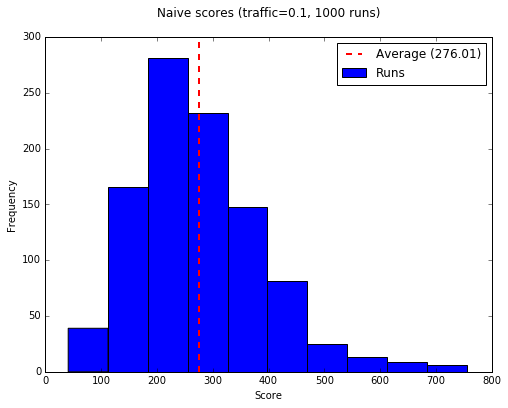 Naive scores (traffic=0.1, 1000 runs)
Average (276.01)
Runs
300
250
200
150
100
50
0
Frequency
0 100 200 300 400 500 600 700 800
Score